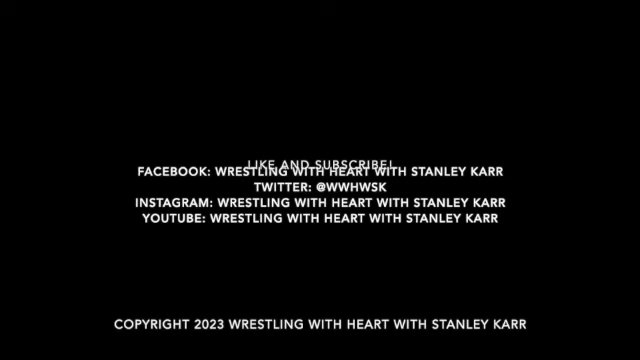 LIKE AND SUBSCRIBE!
FACEBOOK: WRESTLING WITH HEART WITH STANLEY KARR
TWITTER: @WWHWSK
INSTAGRAM: WRESTLING WITH HEART WITH STANLEY KARR
YOUTUBE: WRESTLING WITH HEART WITH STANLEY KARR
COPYRIGHT 2023 WRESTLING WITH HEART WITH STANLEY KARR